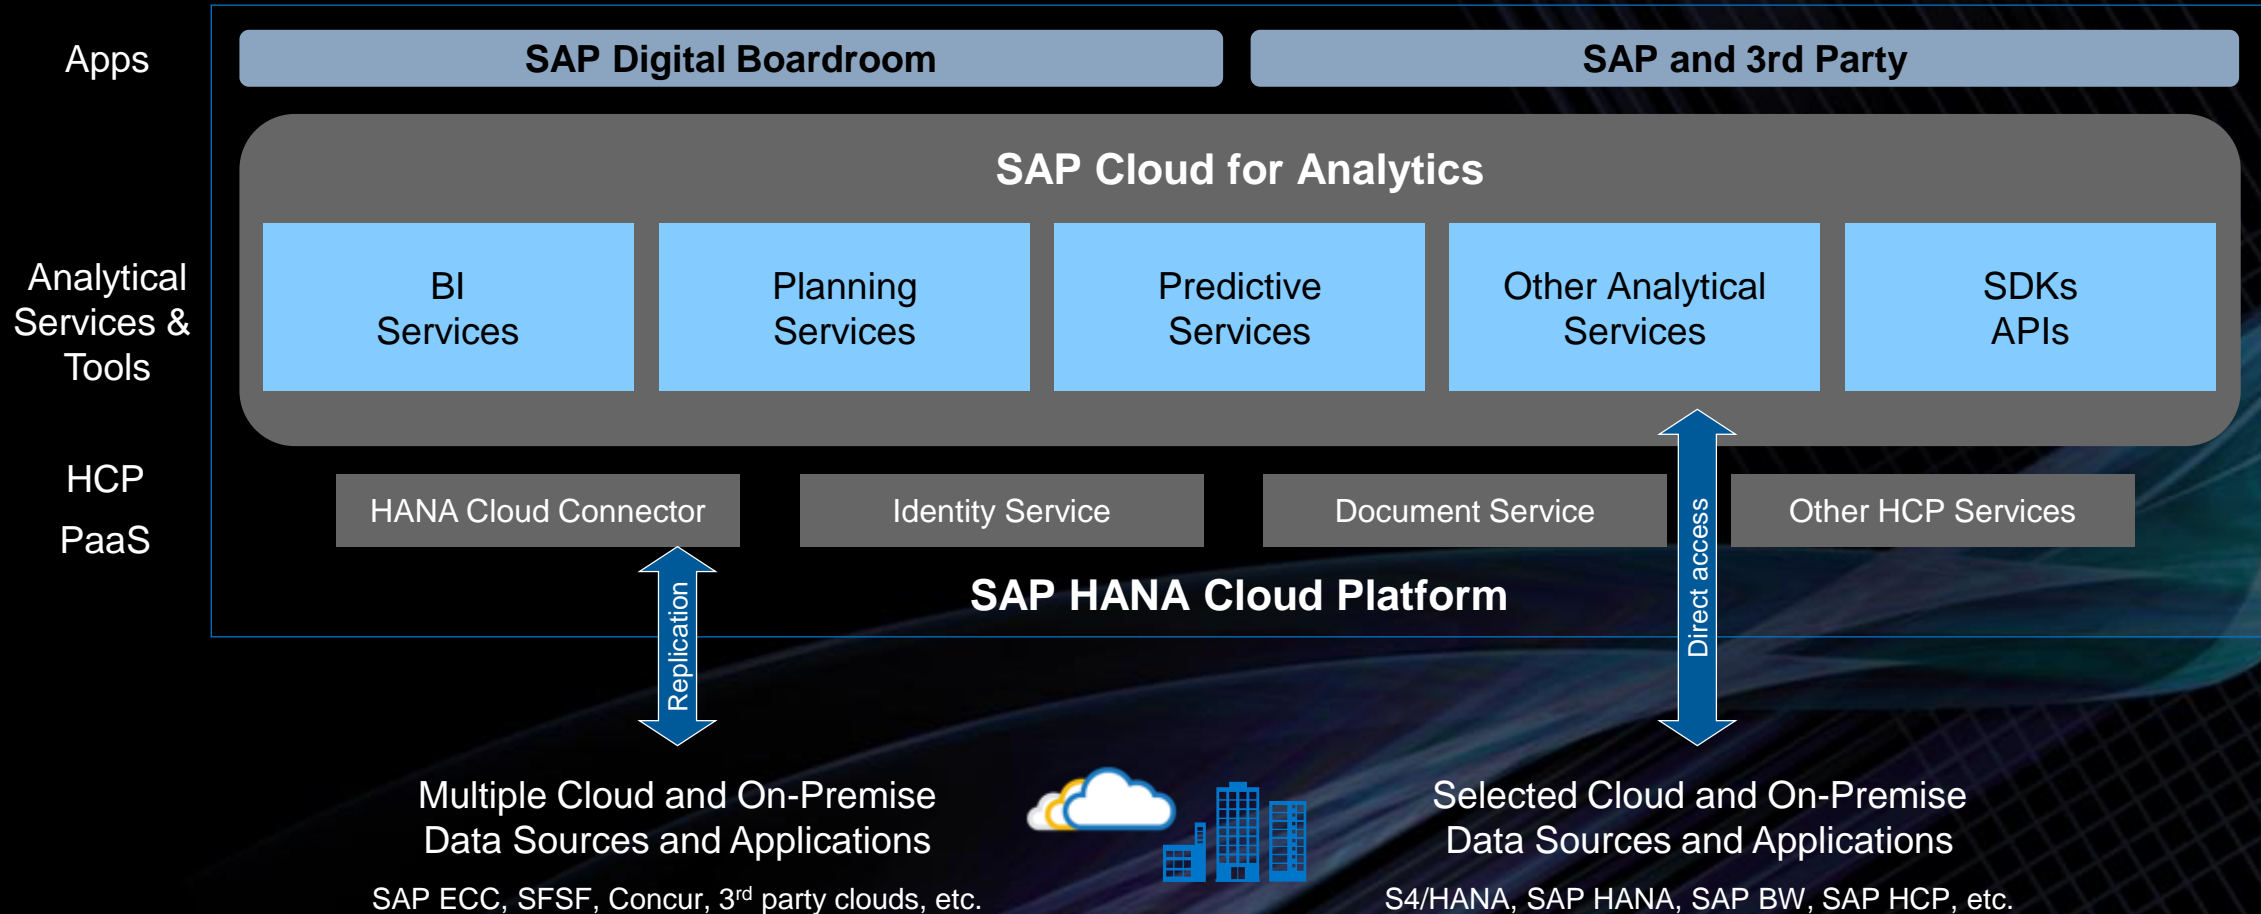 Apps
SAP Digital Boardroom
SAP and 3rd Party
SAP Cloud for Analytics
Analytical
Services &
Tools
BI
Services
Planning
Services
Predictive
Services
Other Analytical
Services
SDKs
APIs
HCP
PaaS
HANA Cloud Connector
Identity Service
Document Service
Other HCP Services
SAP HANA Cloud Platform
Replication
Direct access
Multiple Cloud and On-Premise
Data Sources and Applications
SAP ECC, SFSF, Concur, 3rd party clouds, etc.
Selected Cloud and On-Premise
Data Sources and Applications
S4/HANA, SAP HANA, SAP BW, SAP HCP, etc.